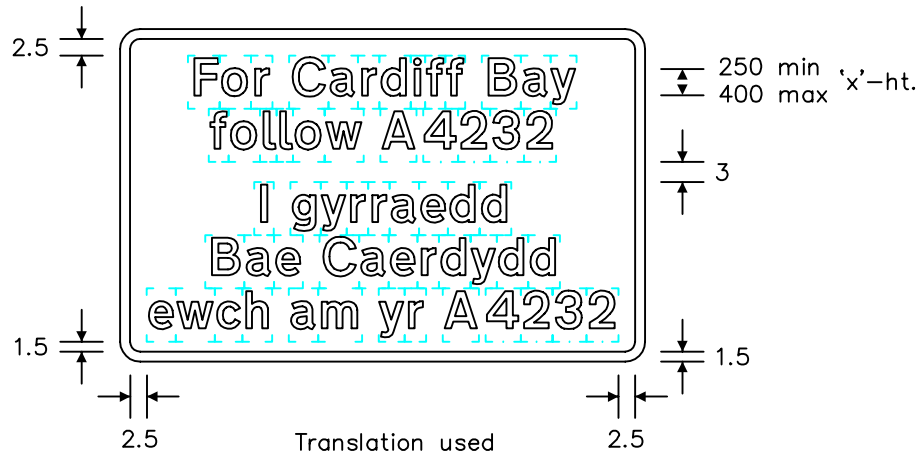 2.5
For Cardiff Bay
250 min
400 max
'x'-ht.
follow A4232
3
I gyrraedd
Bae Caerdydd
ewch am yr A4232
1.5
1.5
2.5
Translation used
2.5